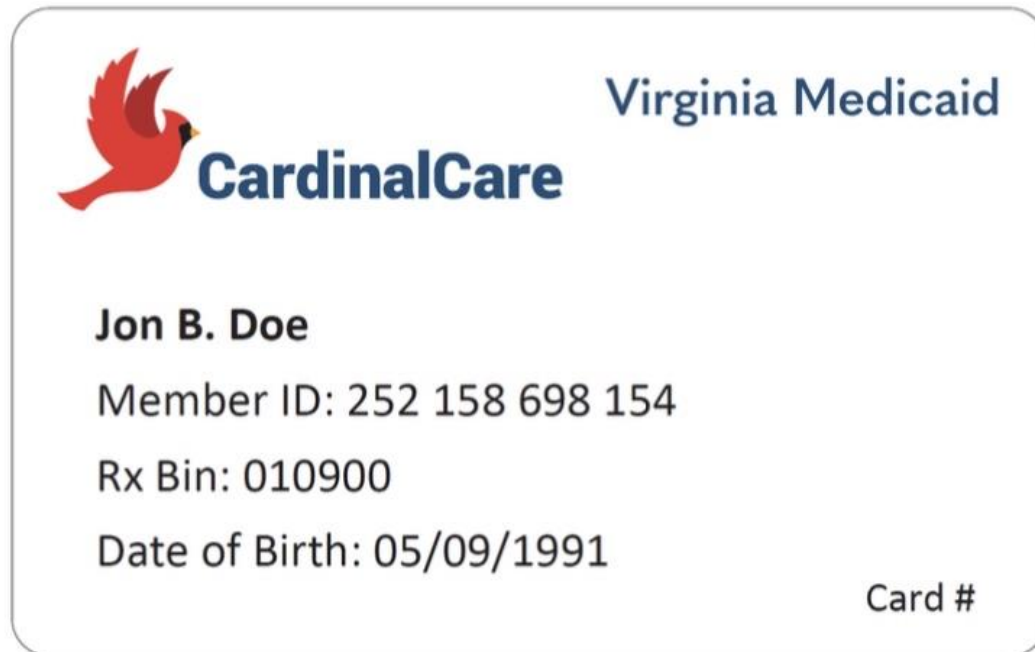 Virginia Medicaid
CardinalCare
Jon B. Doe
Member ID: 252 158 698 154
Rx Bin: 010900
Date of Birth: 05/09/1991
Card #